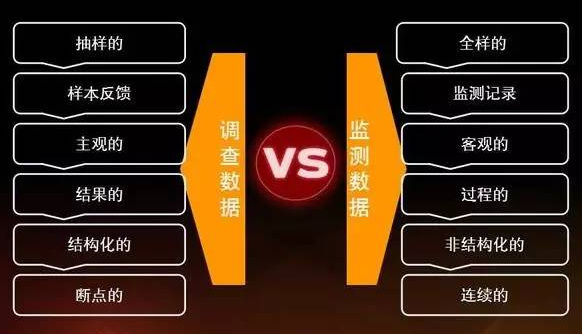 抽样的
样本反馈
主观的
结果的
结构化的
断点的
调查数据
VS
监测数据
全样的
监测记录
客观的
过程的
非结构化的
连续的